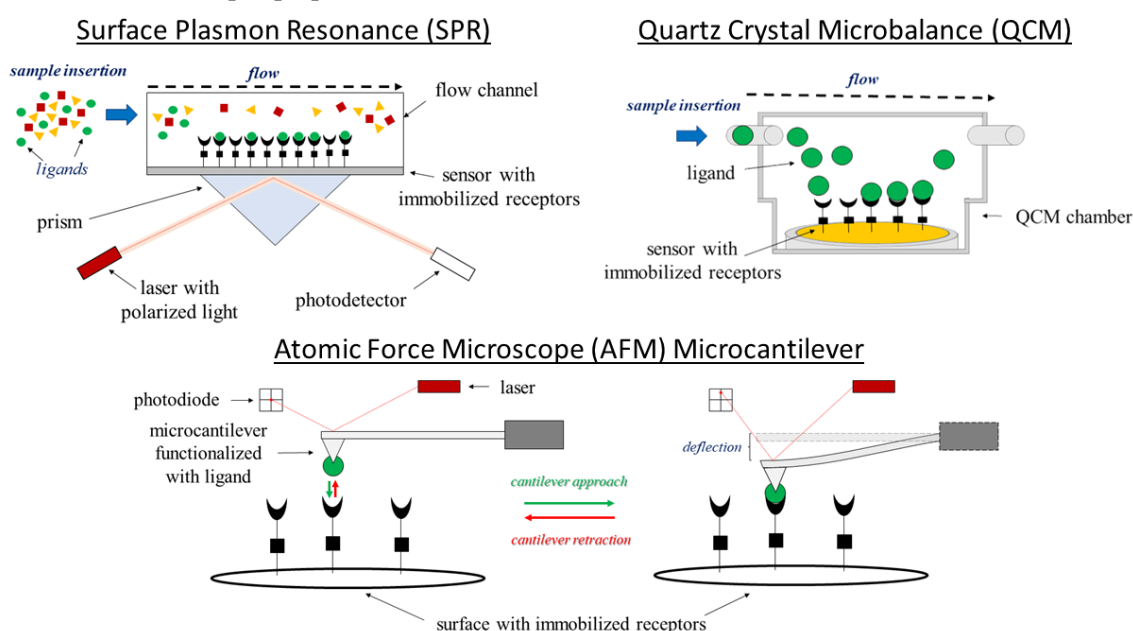 Surface Plasmon Resonance (SPR)
sample insertion
flow
flow channel
ligands
sensor with
immobilized receptors
prism
laser with
polarized light
photodetector
Quartz Crystal Microbalance (QCM)
flow
sample insertion
ligand
QCM chamber
sensor with
immobilized receptors
Atomic Force Microscope (AFM) Microcantilever
laser
photodiode
microcantilever
functionalized
with ligand
cantilever approach
cantilever retraction
deflection
surface with immobilized receptors